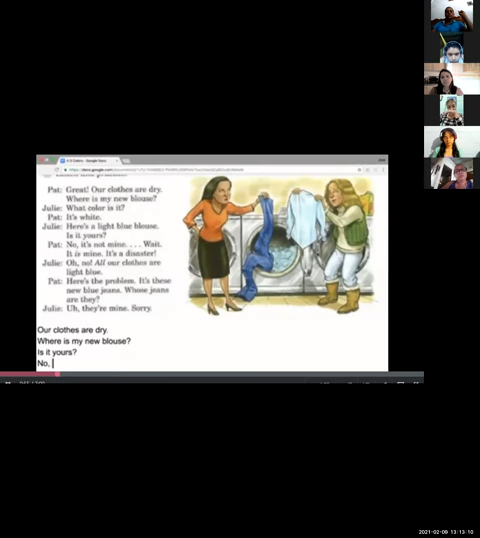 Pat: Great! Our clothes are dry.
Where is my new blouse?
Julie: What color is it?
Pat: It's white.
Julie: Here's a light blue blouse.
Is it yours?
Pat: No, it's not mine. . . . Wait.
It is mine. It's a disaster!
Julie: Oh, no! All our clothes are
light blue.
Pat: Here's the problem. It's these
new blue jeans. Whose jeans
are they?
Julie: Uh, they're mine. Sorry.
Our clothes are dry.
Where is my new blouse?
Is it yours?
No,
2021-02-09 13:13:10